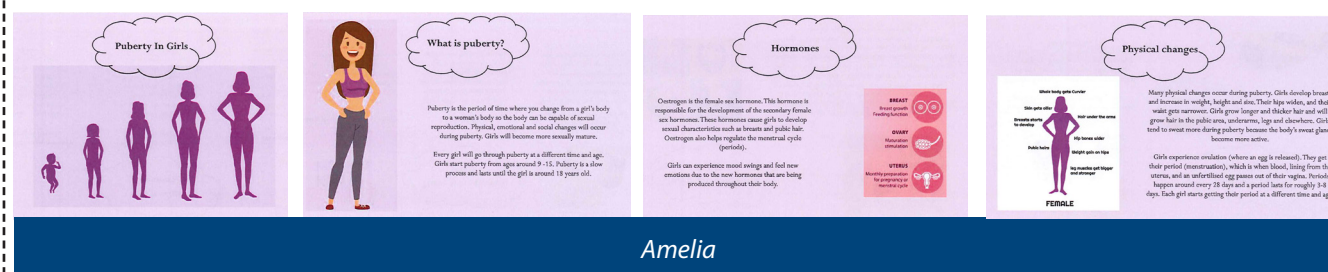 Puberty In Girls
What is puberty?
Puberty is the period of time where you change from a girl's body
to a woman's body so the body can be capable of sexual
reproduction. Physical, emotional and social changes will occur
during puberty. Girls will become more sexually mature.
Every girl will go through puberty at a different time and age.
Girls start puberty from ages around 9 -15. Puberty is a slow
process and lasts until the girl is around 18 years old.
Hormones
Oestrogen is the female sex hormone. This hormone is
responsible for the development of the secondary female
sex hormones. These hormones cause girls to develop
sexual characteristics such as breasts and pubic hair.
Oestrogen also helps regulate the menstrual cycle
(periods).
Girls can experience mood swings and feel new
emotions due to the new hormones that are being
produced throughout their body.
BREAST
Breast growth
Feeding function
OVARY
Maturation
stimulation
UTERUS
Monthly preparation
for pregnancy or
menstrual cycle
Physical changes
Whole body gets Curvier
Skin gets oilier
Hair under the arms
Breasts starts
to develop
Hip bones wider
Pubic hairs
Weight gain on hips
leg muscles get bigger
and stronger
FEMALE
Many physical changes occur during puberty. Girls develop breast
and increase in weight, height and size. Their hips widen, and thei
waist gets narrower. Girls grow longer and thicker hair and will
grow hair in the pubic area, underarms, legs and elsewhere. Girls
tend to sweat more during puberty because the body's sweat gland
become more active.
Girls experience ovulation (where an egg is released). They get
their period (menstruation), which is when blood, lining from th
uterus, and an unfertilised egg passes out of their vagina. Periods
happen around every 28 days and a period lasts for roughly 3-8
days. Each girl starts getting their period at a different time and ag
Amelia